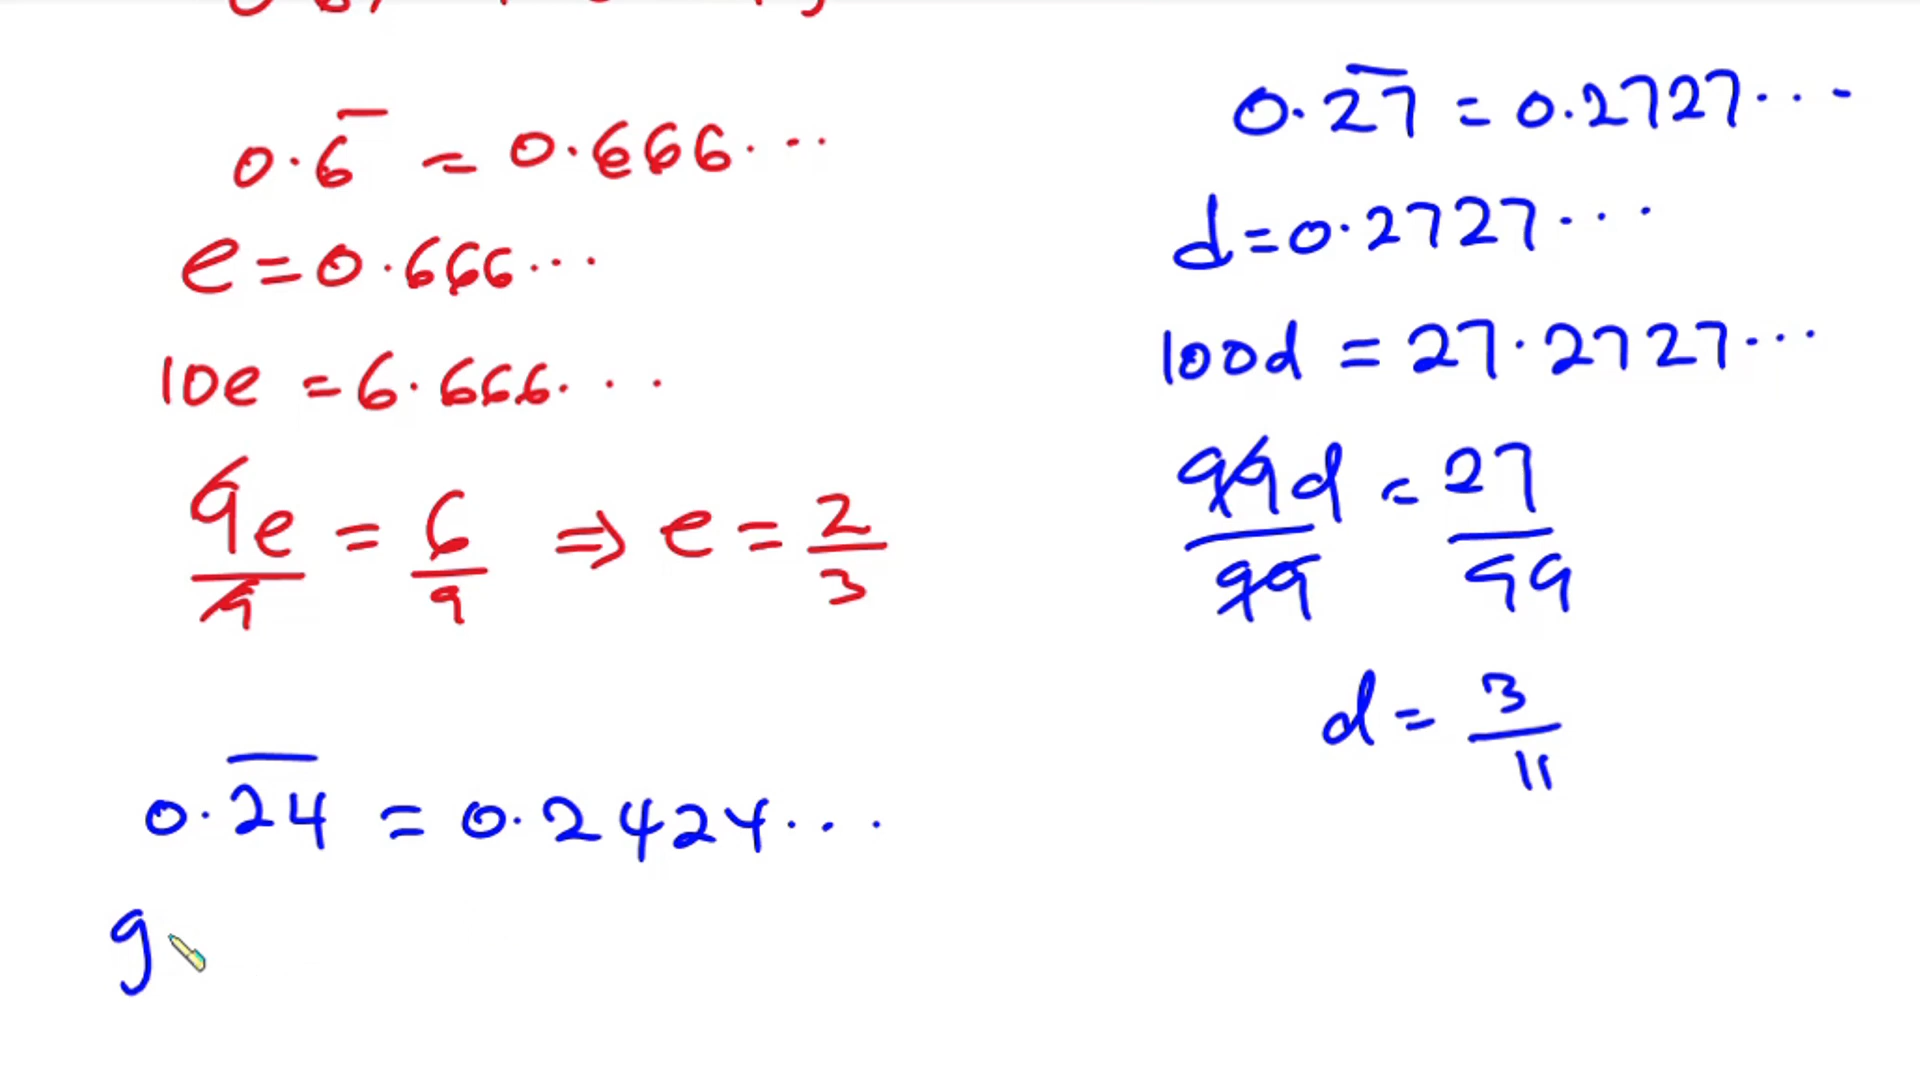 0.6̅ = 0.666...
e = 0.666...
10e = 6.666...
9e/9 = 6/9 ⇒ e = 2/3
0.2̅4̅ = 0.2424...
g
0.2̅7̅ = 0.2727...
d = 0.2727...
100d = 27.2727...
99d/99 = 27/99
d = 3/11